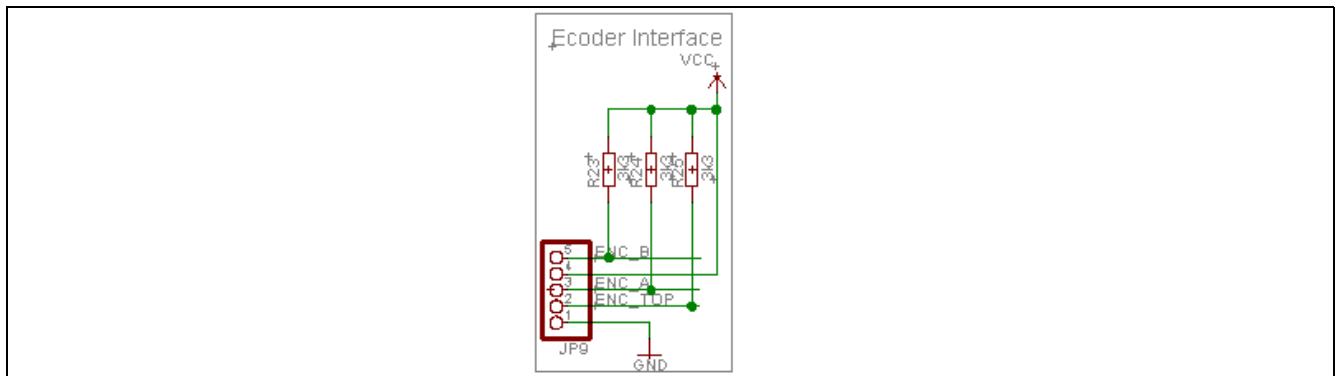 Ecoder Interface
VCC
R23
3k3
R24
3k3
R25
3k3
5
ENC_B
4
3
ENC_A
2
ENC_TOP
1
JP9
GND